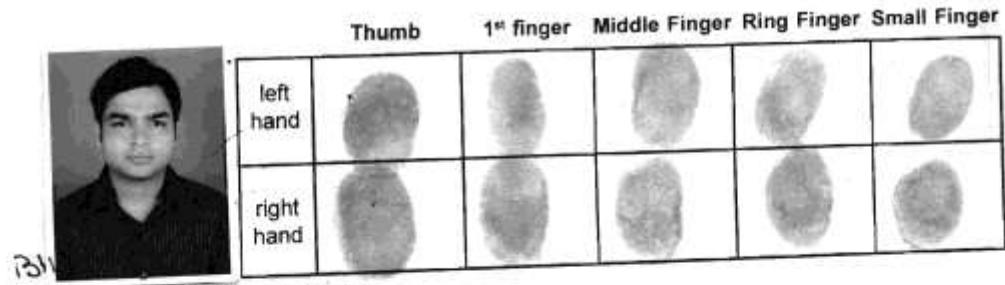 Thumb 1st finger Middle Finger Ring Finger Small Finger
left
hand
right
hand